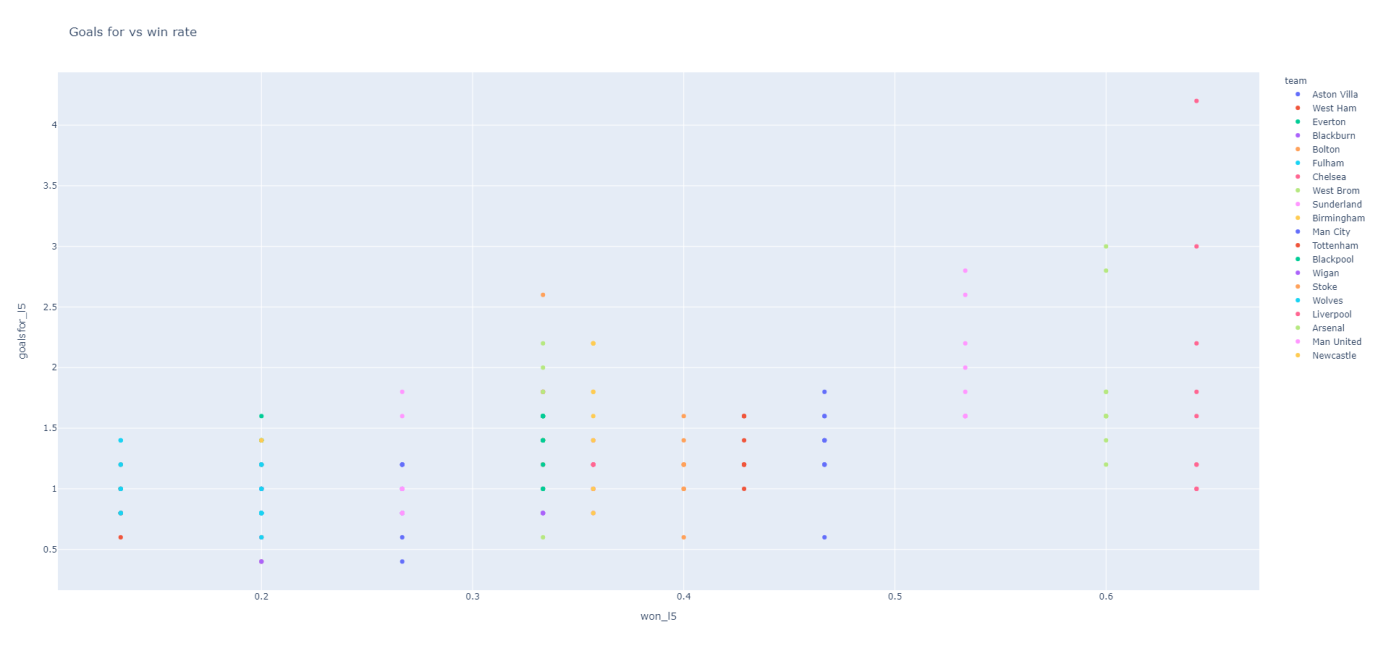 Goals for vs win rate
team
Aston Villa
West Ham
Everton
Blackburn
Bolton
Fulham
Chelsea
West Brom
Sunderland
Birmingham
Man City
Tottenham
Blackpool
Wigan
Stoke
Wolves
Liverpool
Arsenal
Man United
Newcastle
4
3.5
3
2.5
2
1.5
1
0.5
goalsfor_l5
0.2 0.3 0.4 0.5 0.6
won_l5